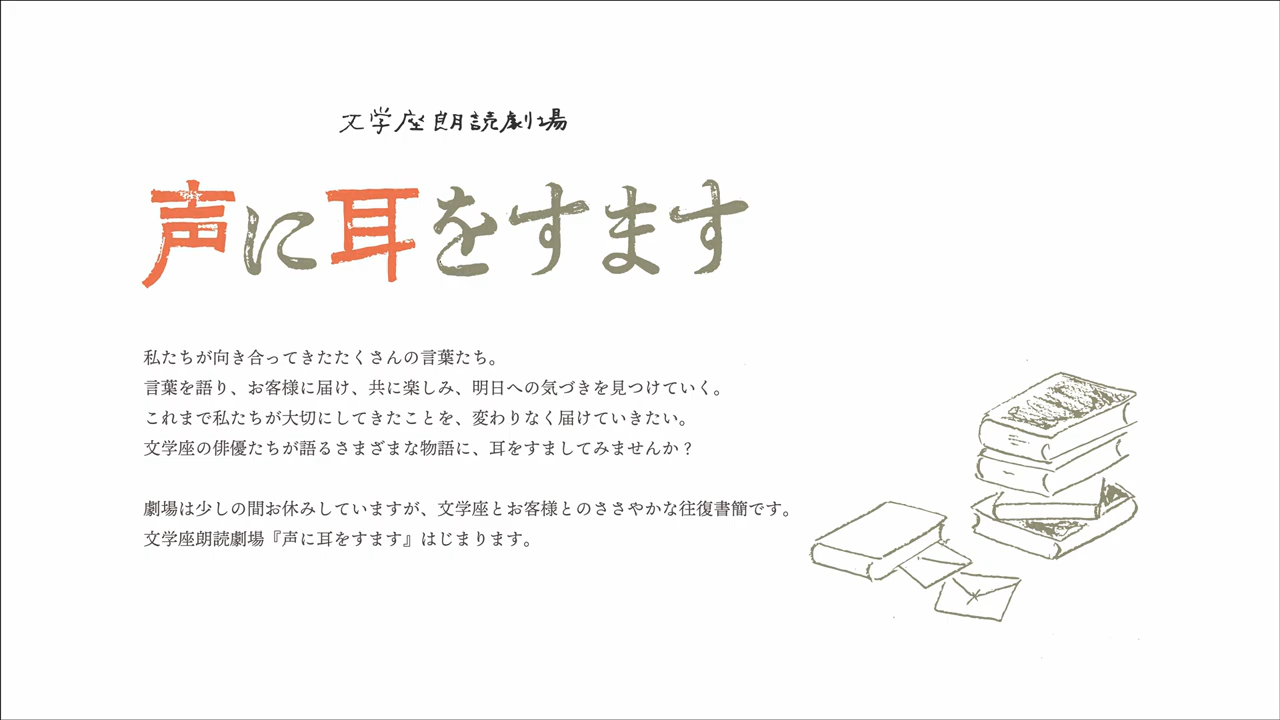 文学座朗読劇場
声に耳をすます
私たちが向き合ってきたたくさんの言葉たち。
言葉を語り、お客様に届け、共に楽しみ、明日への気づきを見つけていく。
これまで私たちが大切にしてきたことを、変わりなく届けていきたい。
文学座の俳優たちが語るさまざまな物語に、耳をすましてみませんか？
劇場は少しの間お休みしていますが、文学座とお客様とのささやかな往復書簡です。
文学座朗読劇場『声に耳をすます』はじまります。